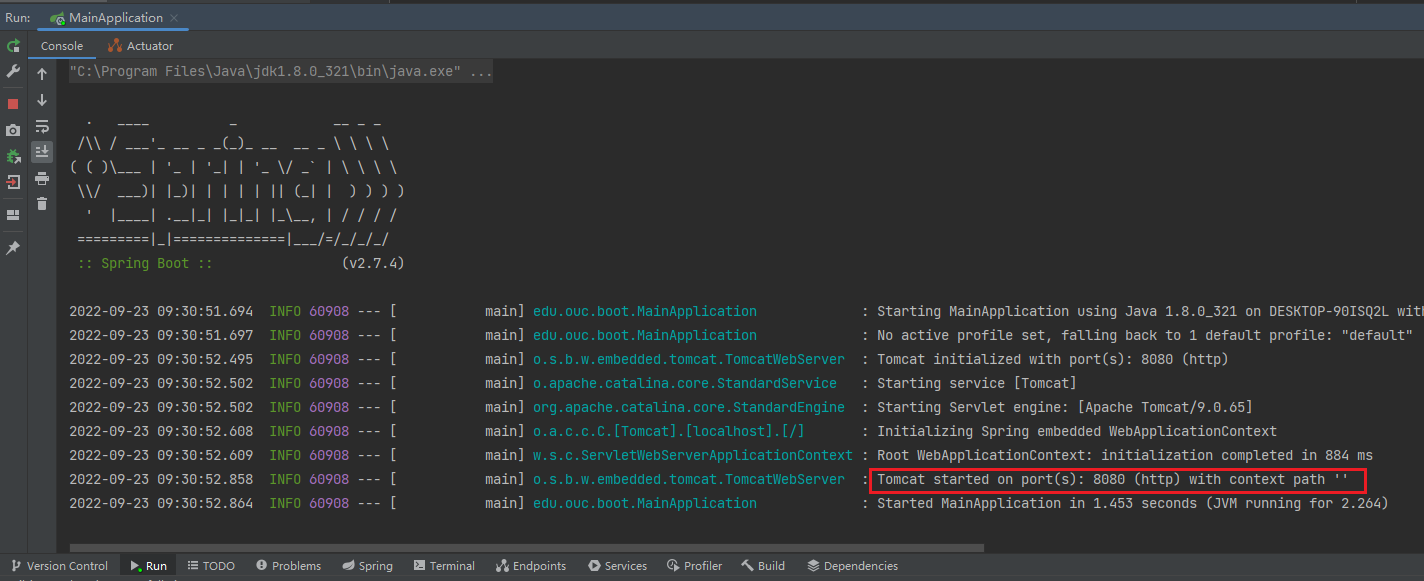 Run: MainApplication ×
Console Actuator
"C:\Program Files\Java\jdk1.8.0_321\bin\java.exe" ...
  .   ____          _            __ _ _
 /\\ / ___'_ __ _ _(_)_ __  __ _ \ \ \ \
( ( )\___ | '_ | '_| | '_ \/ _` | \ \ \ \
 \\/  ___)| |_)| | | | | || (_| |  ) ) ) )
  '  |____| .__|_| |_|_| |_\__, | / / / /
 =========|_|==============|___/=/_/_/_/
 :: Spring Boot ::                (v2.7.4)
2022-09-23 09:30:51.694  INFO 60908 --- [           main] edu.ouc.boot.MainApplication             : Starting MainApplication using Java 1.8.0_321 on DESKTOP-90ISQ2L with
2022-09-23 09:30:51.697  INFO 60908 --- [           main] edu.ouc.boot.MainApplication             : No active profile set, falling back to 1 default profile: "default"
2022-09-23 09:30:52.495  INFO 60908 --- [           main] o.s.b.w.embedded.tomcat.TomcatWebServer  : Tomcat initialized with port(s): 8080 (http)
2022-09-23 09:30:52.502  INFO 60908 --- [           main] o.apache.catalina.core.StandardService   : Starting service [Tomcat]
2022-09-23 09:30:52.502  INFO 60908 --- [           main] org.apache.catalina.core.StandardEngine  : Starting Servlet engine: [Apache Tomcat/9.0.65]
2022-09-23 09:30:52.608  INFO 60908 --- [           main] o.a.c.c.C.[Tomcat].[localhost].[/]       : Initializing Spring embedded WebApplicationContext
2022-09-23 09:30:52.609  INFO 60908 --- [           main] w.s.c.ServletWebServerApplicationContext : Root WebApplicationContext: initialization completed in 884 ms
2022-09-23 09:30:52.858  INFO 60908 --- [           main] o.s.b.w.embedded.tomcat.TomcatWebServer  : Tomcat started on port(s): 8080 (http) with context path ''
2022-09-23 09:30:52.864  INFO 60908 --- [           main] edu.ouc.boot.MainApplication             : Started MainApplication in 1.453 seconds (JVM running for 2.264)
Version Control Run TODO Problems Spring Terminal Endpoints Services Profiler Build Dependencies